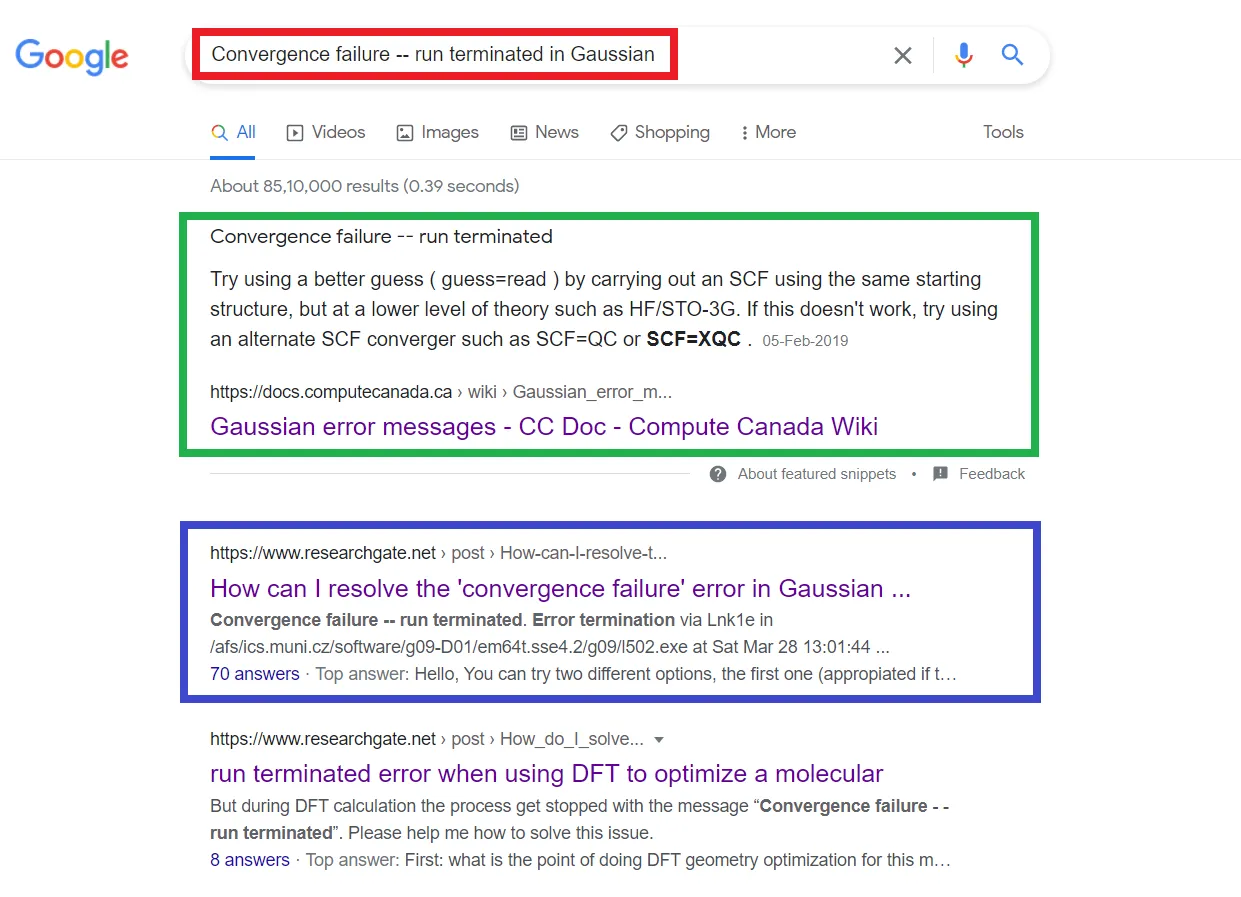 Google
Convergence failure -- run terminated in Gaussian
All Videos Images News Shopping More Tools
About 85,10,000 results (0.39 seconds)
Convergence failure -- run terminated
Try using a better guess ( guess=read ) by carrying out an SCF using the same starting
structure, but at a lower level of theory such as HF/STO-3G. If this doesn't work, try using
an alternate SCF converger such as SCF=QC or SCF=XQC . 05-Feb-2019
https://docs.computecanada.ca › wiki › Gaussian_error_m...
Gaussian error messages - CC Doc - Compute Canada Wiki
About featured snippets • Feedback
https://www.researchgate.net › post › How-can-I-resolve-t...
How can I resolve the 'convergence failure' error in Gaussian ...
Convergence failure -- run terminated. Error termination via Lnk1e in
/afs/ics.muni.cz/software/g09-D01/em64t.sse4.2/g09/l502.exe at Sat Mar 28 13:01:44 ...
70 answers · Top answer: Hello, You can try two different options, the first one (appropiated if t…
https://www.researchgate.net › post › How_do_I_solve...
run terminated error when using DFT to optimize a molecular
But during DFT calculation the process get stopped with the message “Convergence failure - -
run terminated”. Please help me how to solve this issue.
8 answers · Top answer: First: what is the point of doing DFT geometry optimization for this m…